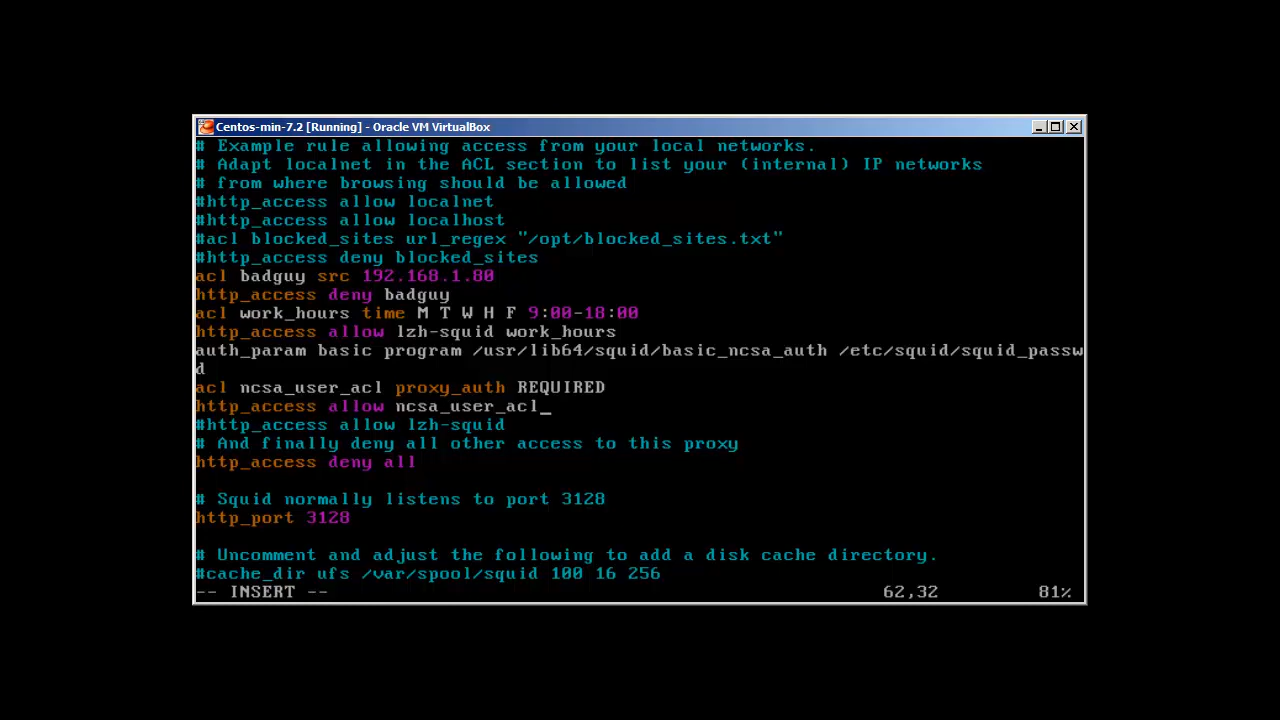 Centos-min-7.2 [Running] - Oracle VM VirtualBox
# Example rule allowing access from your local networks.
# Adapt localnet in the ACL section to list your (internal) IP networks
# from where browsing should be allowed
#http_access allow localnet
#http_access allow localhost
#acl blocked_sites url_regex "/opt/blocked_sites.txt"
#http_access deny blocked_sites
acl badguy src 192.168.1.80
http_access deny badguy
acl work_hours time M T W H F 9:00-18:00
http_access allow lzh-squid work_hours
auth_param basic program /usr/lib64/squid/basic_ncsa_auth /etc/squid/squid_passw
d
acl ncsa_user_acl proxy_auth REQUIRED
http_access allow ncsa_user_acl_
#http_access allow lzh-squid
# And finally deny all other access to this proxy
http_access deny all
# Squid normally listens to port 3128
http_port 3128
# Uncomment and adjust the following to add a disk cache directory.
#cache_dir ufs /var/spool/squid 100 16 256
-- INSERT -- 62,32 81%